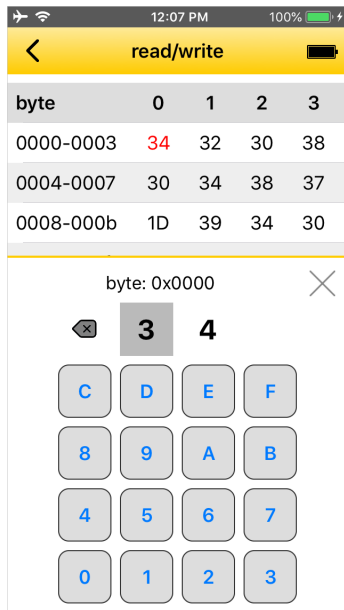 12:07 PM 100%
read/write
byte 0 1 2 3
0000-0003 34 32 30 38
0004-0007 30 34 38 37
0008-000b 1D 39 34 30
byte: 0x0000
3 4
C D E F
8 9 A B
4 5 6 7
0 1 2 3